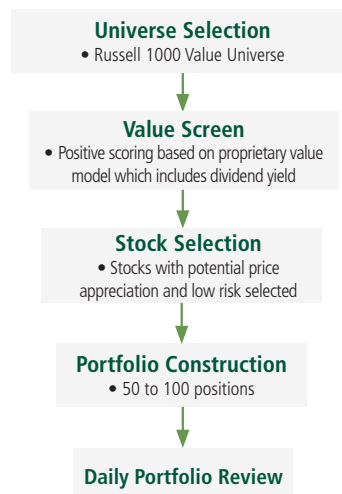 Universe Selection
• Russell 1000 Value Universe
Value Screen
• Positive scoring based on proprietary value
model which includes dividend yield
Stock Selection
• Stocks with potential price
appreciation and low risk selected
Portfolio Construction
• 50 to 100 positions
Daily Portfolio Review